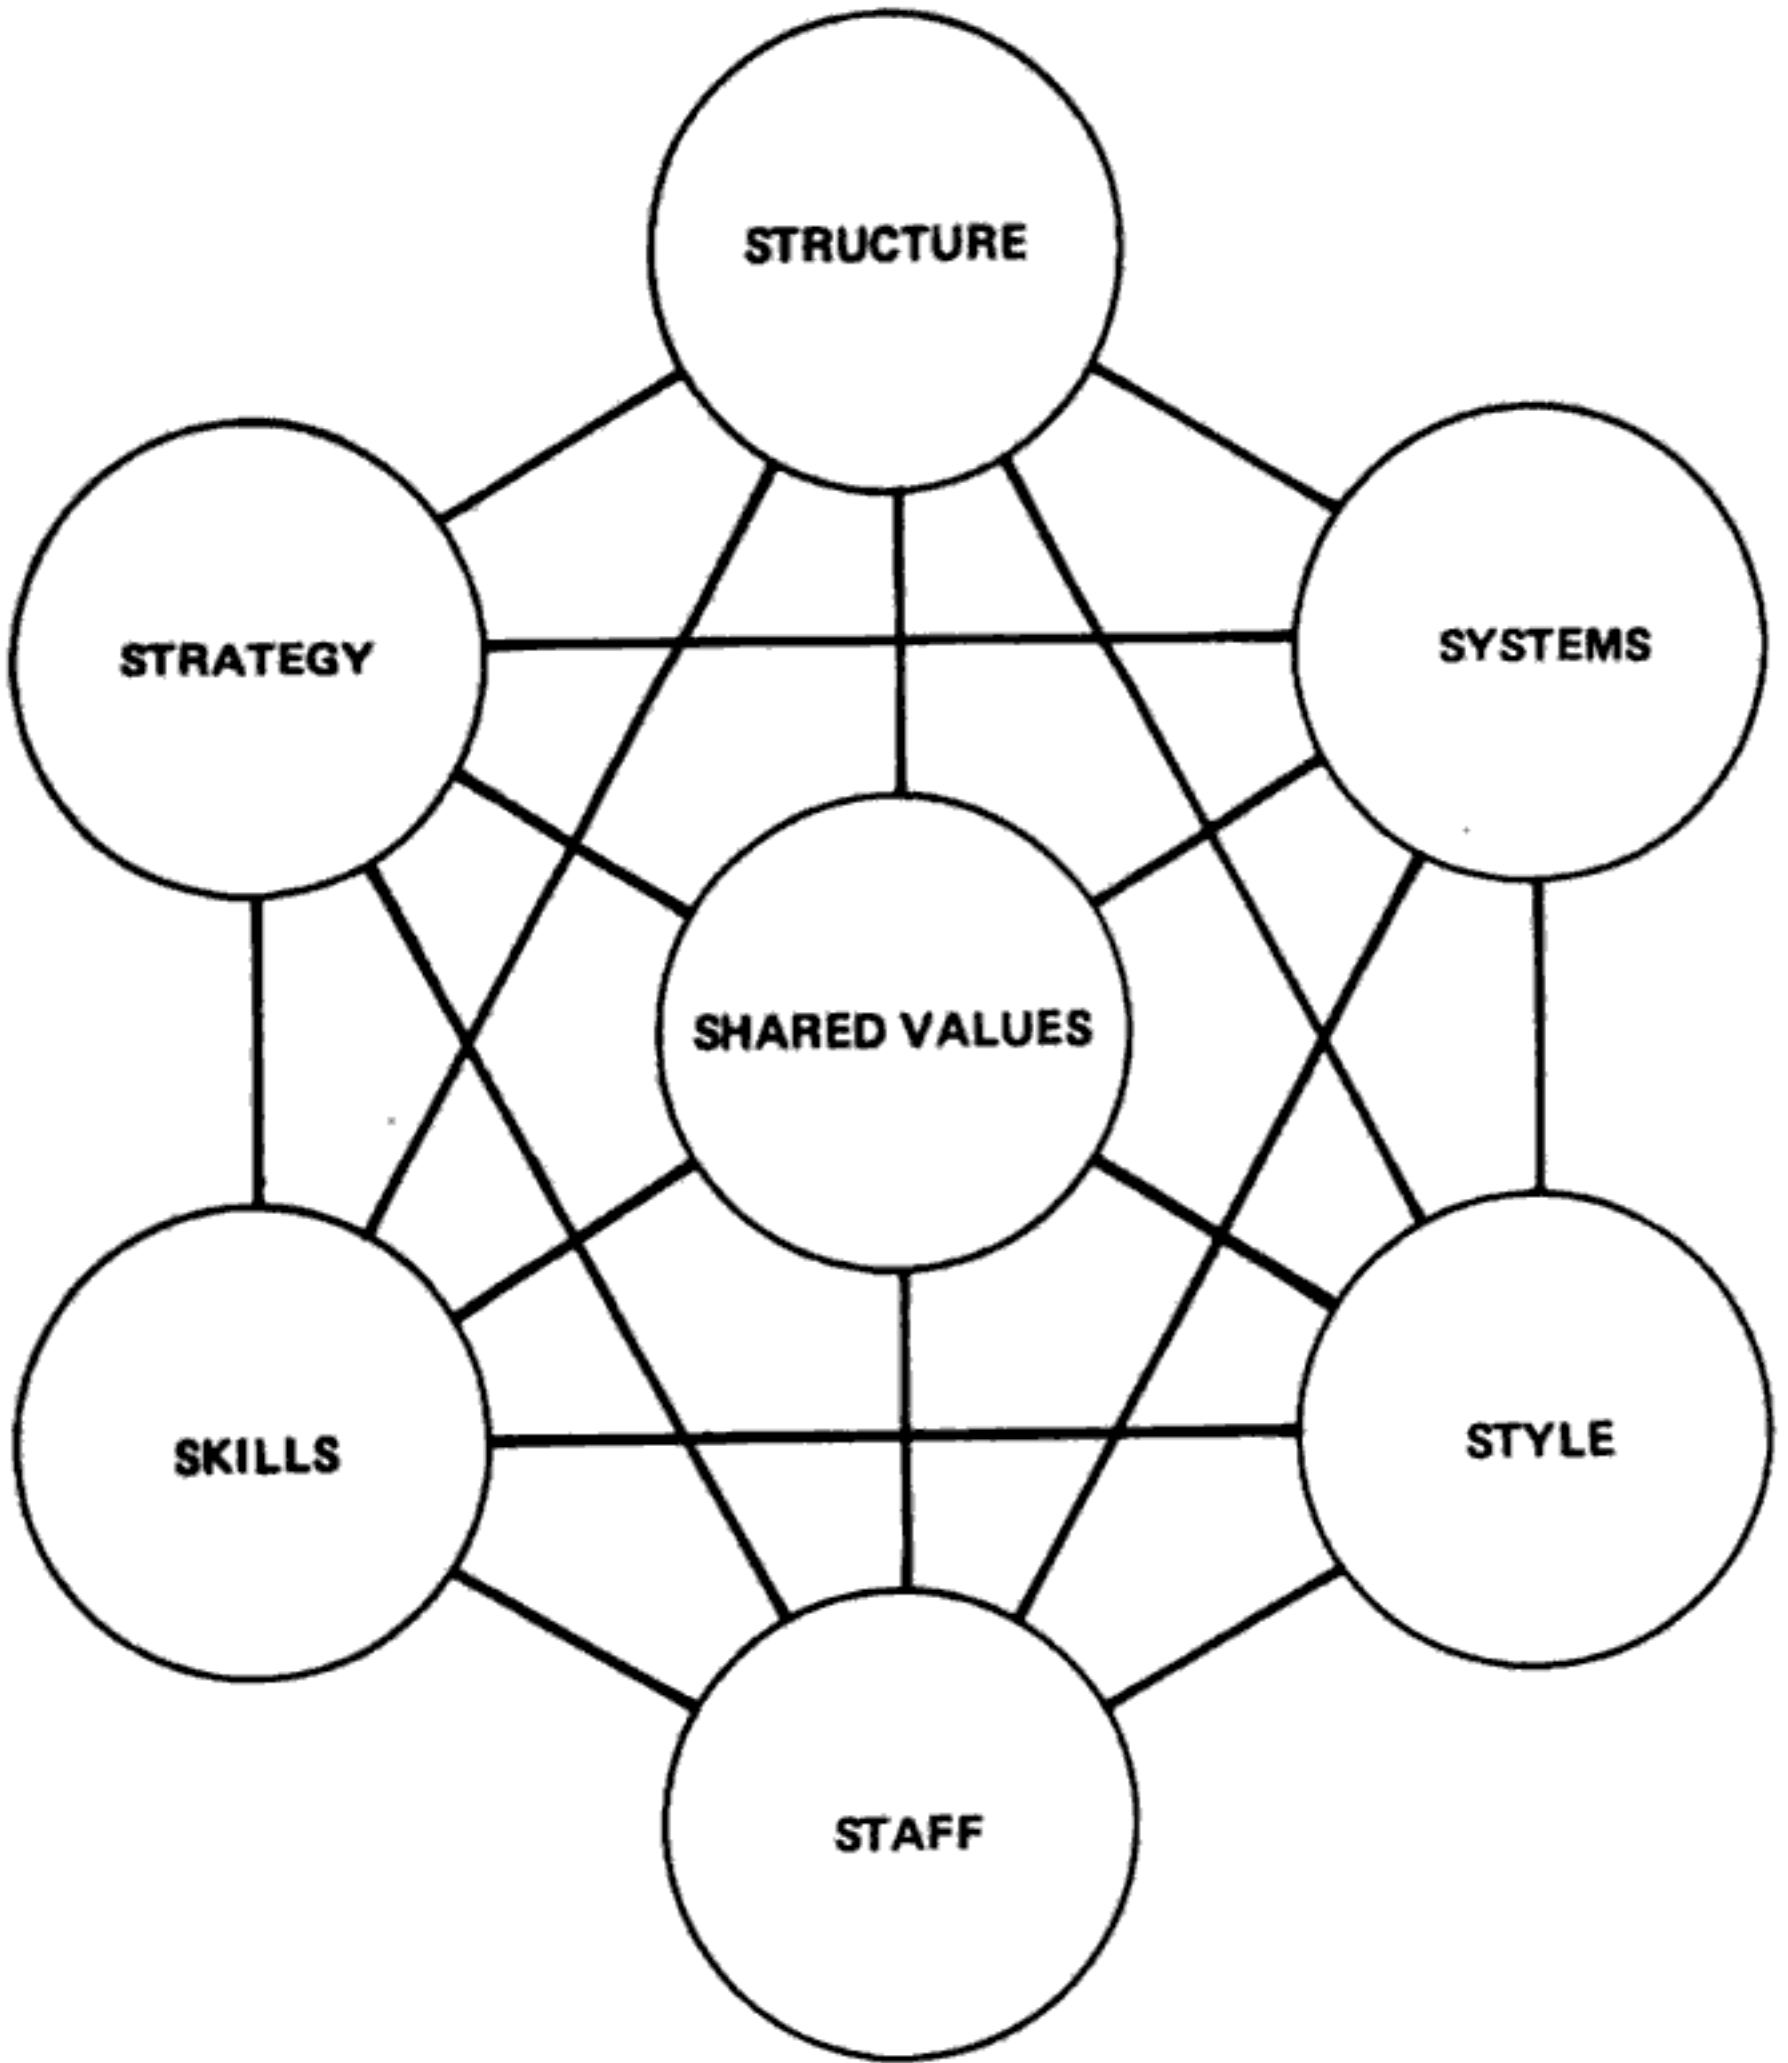 STRUCTURE
STRATEGY
SYSTEMS
SHARED VALUES
SKILLS
STYLE
STAFF